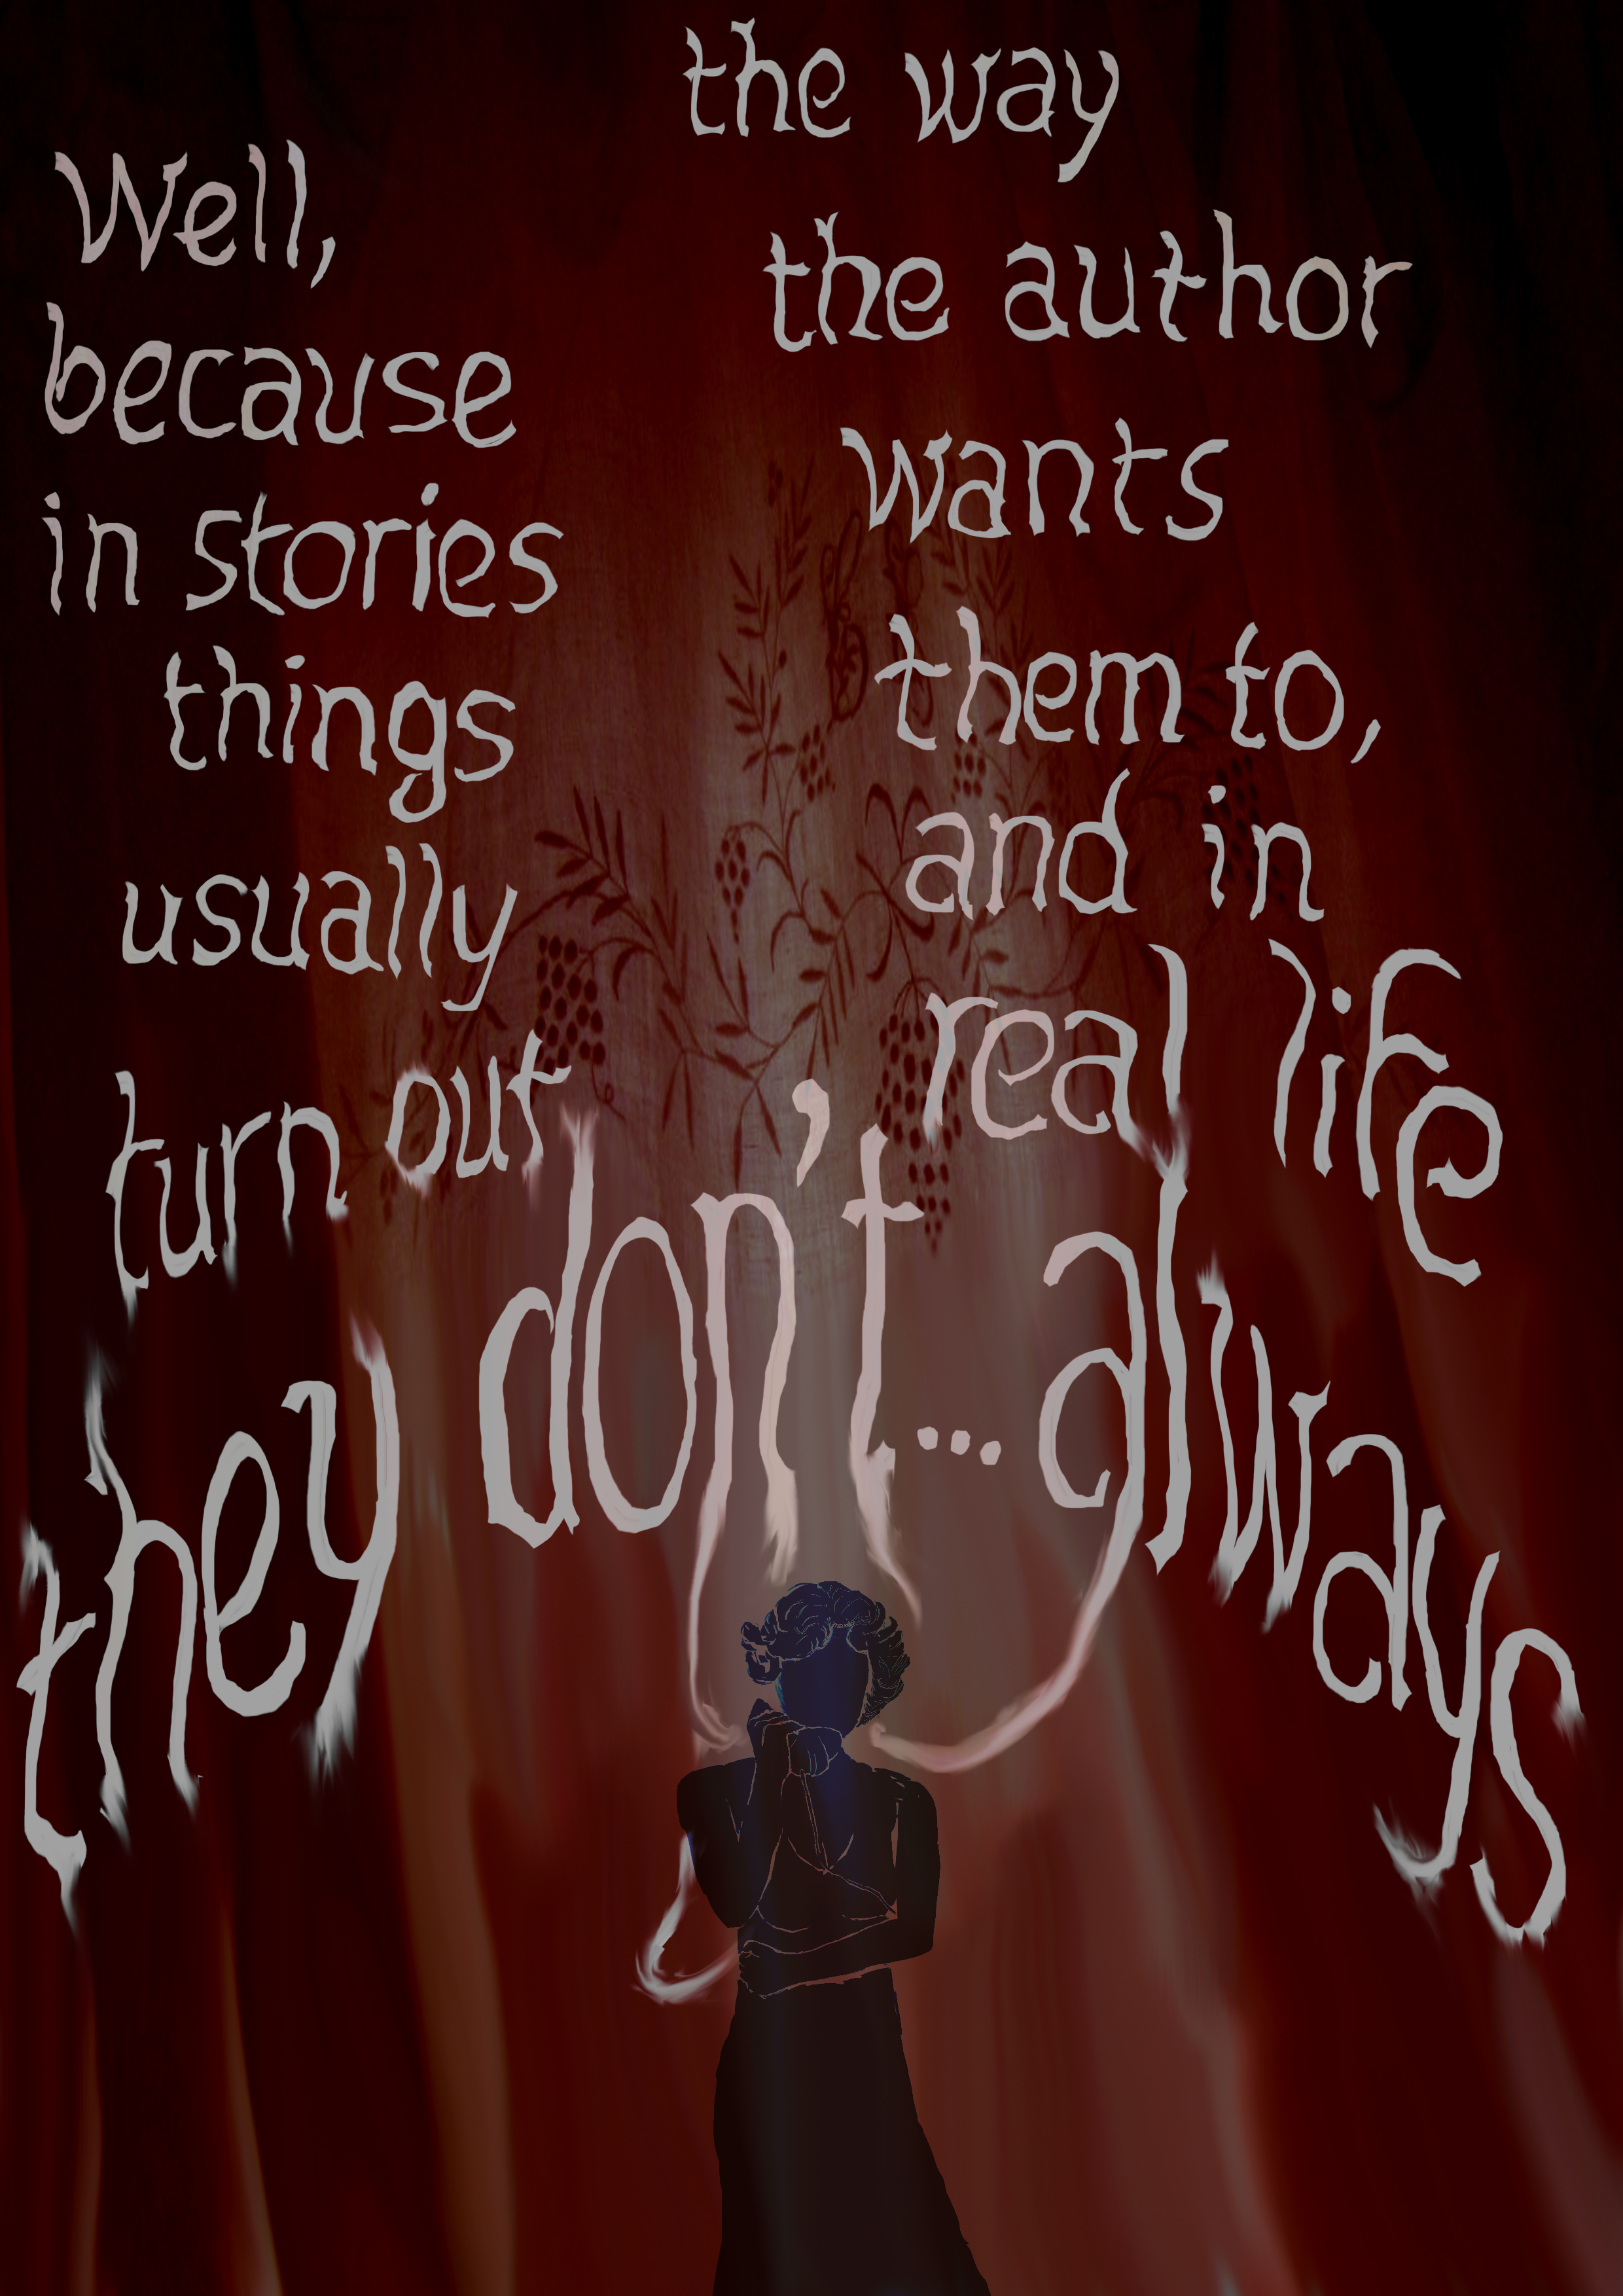 Well,
because
in stories
things
usually
turn out
the way
the author
wants
them to,
and in
real life
they don't... always